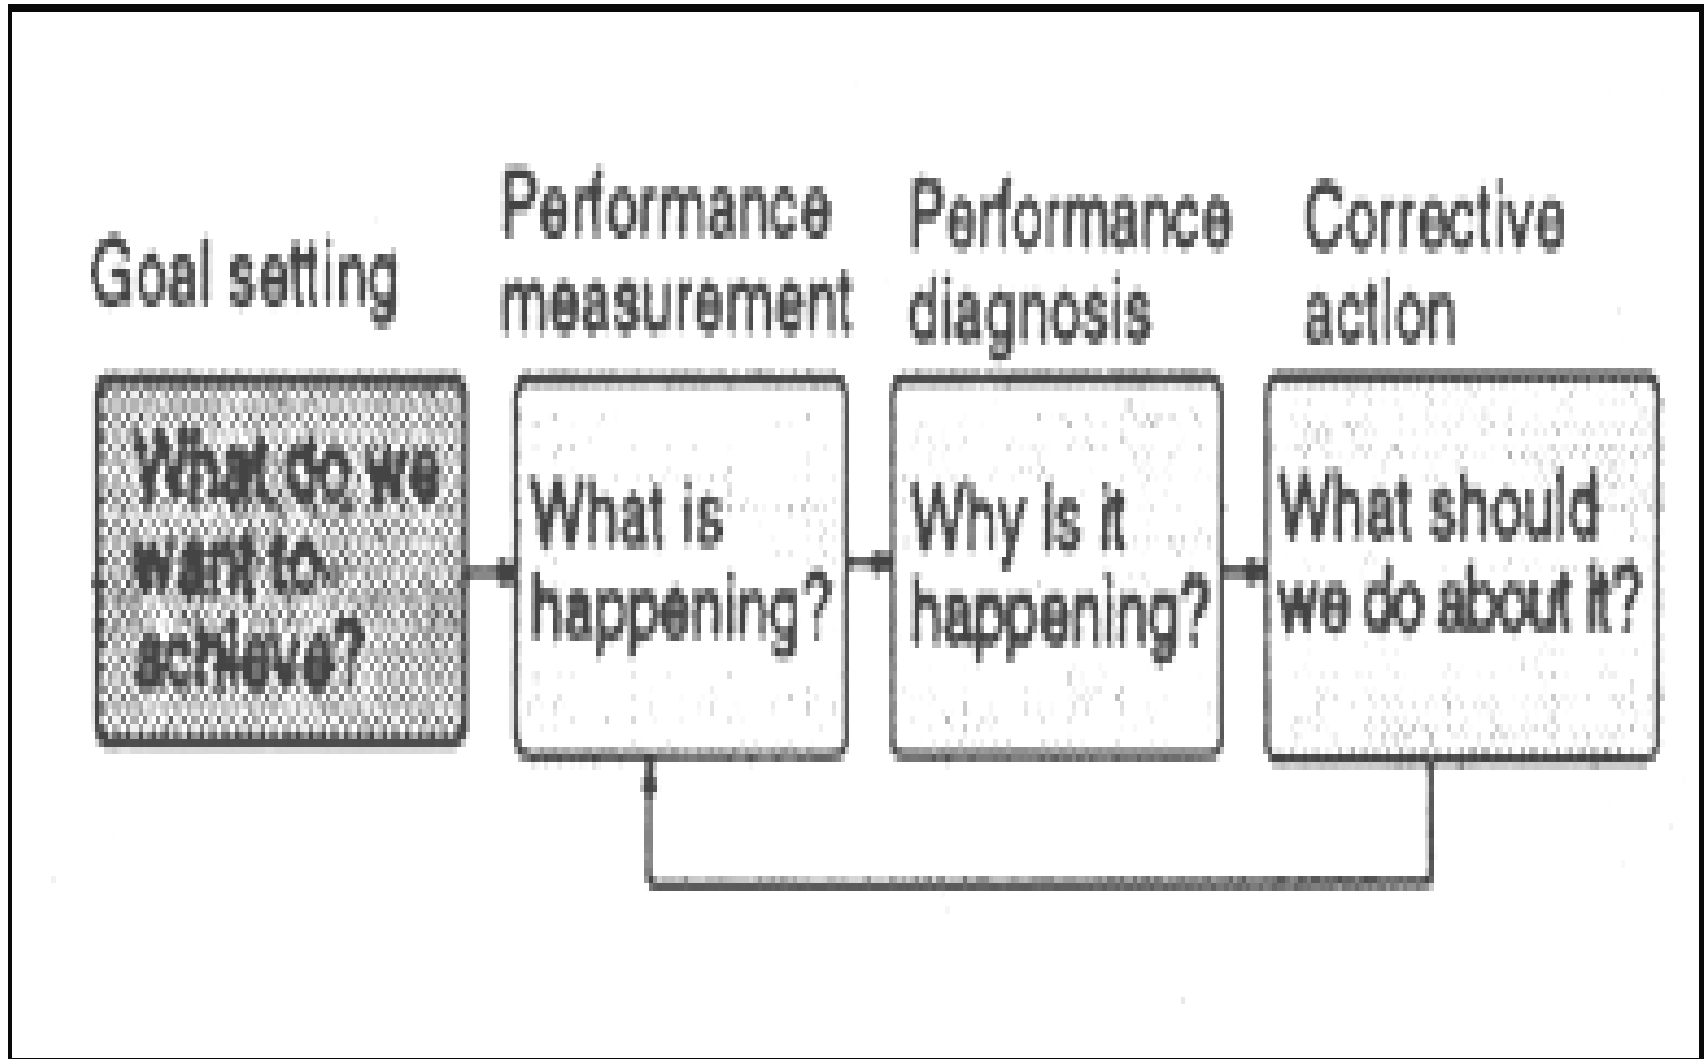 Goal setting
Performance
measurement
Performance
diagnosis
Corrective
action
What do we
want to
achieve?
What is
happening?
Why is it
happening?
What should
we do about it?